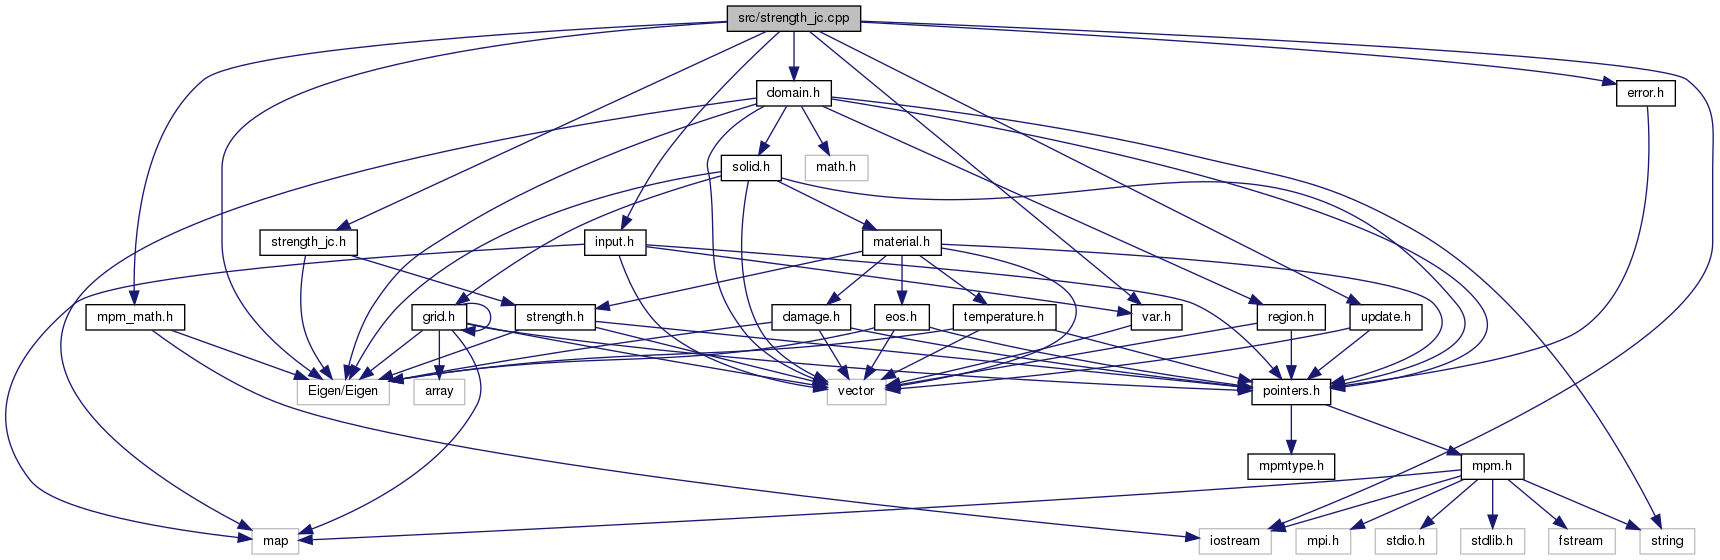 src/strength_jc.cpp
domain.h
error.h
solid.h
math.h
strength_jc.h
input.h
material.h
mpm_math.h
grid.h
strength.h
damage.h
eos.h
temperature.h
var.h
region.h
update.h
Eigen/Eigen
array
vector
pointers.h
mpmtype.h
mpm.h
map
iostream
mpi.h
stdio.h
stdlib.h
fstream
string